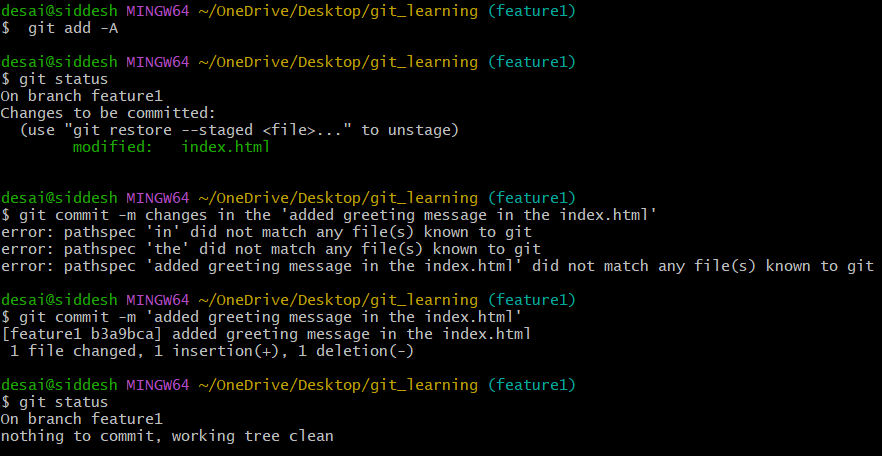 desai@siddesh MINGW64 ~/OneDrive/Desktop/git_learning (feature1)
$  git add -A
desai@siddesh MINGW64 ~/OneDrive/Desktop/git_learning (feature1)
$ git status
On branch feature1
Changes to be committed:
  (use "git restore --staged <file>..." to unstage)
        modified:   index.html
desai@siddesh MINGW64 ~/OneDrive/Desktop/git_learning (feature1)
$ git commit -m changes in the 'added greeting message in the index.html'
error: pathspec 'in' did not match any file(s) known to git
error: pathspec 'the' did not match any file(s) known to git
error: pathspec 'added greeting message in the index.html' did not match any file(s) known to git
desai@siddesh MINGW64 ~/OneDrive/Desktop/git_learning (feature1)
$ git commit -m 'added greeting message in the index.html'
[feature1 b3a9bca] added greeting message in the index.html
 1 file changed, 1 insertion(+), 1 deletion(-)
desai@siddesh MINGW64 ~/OneDrive/Desktop/git_learning (feature1)
$ git status
On branch feature1
nothing to commit, working tree clean